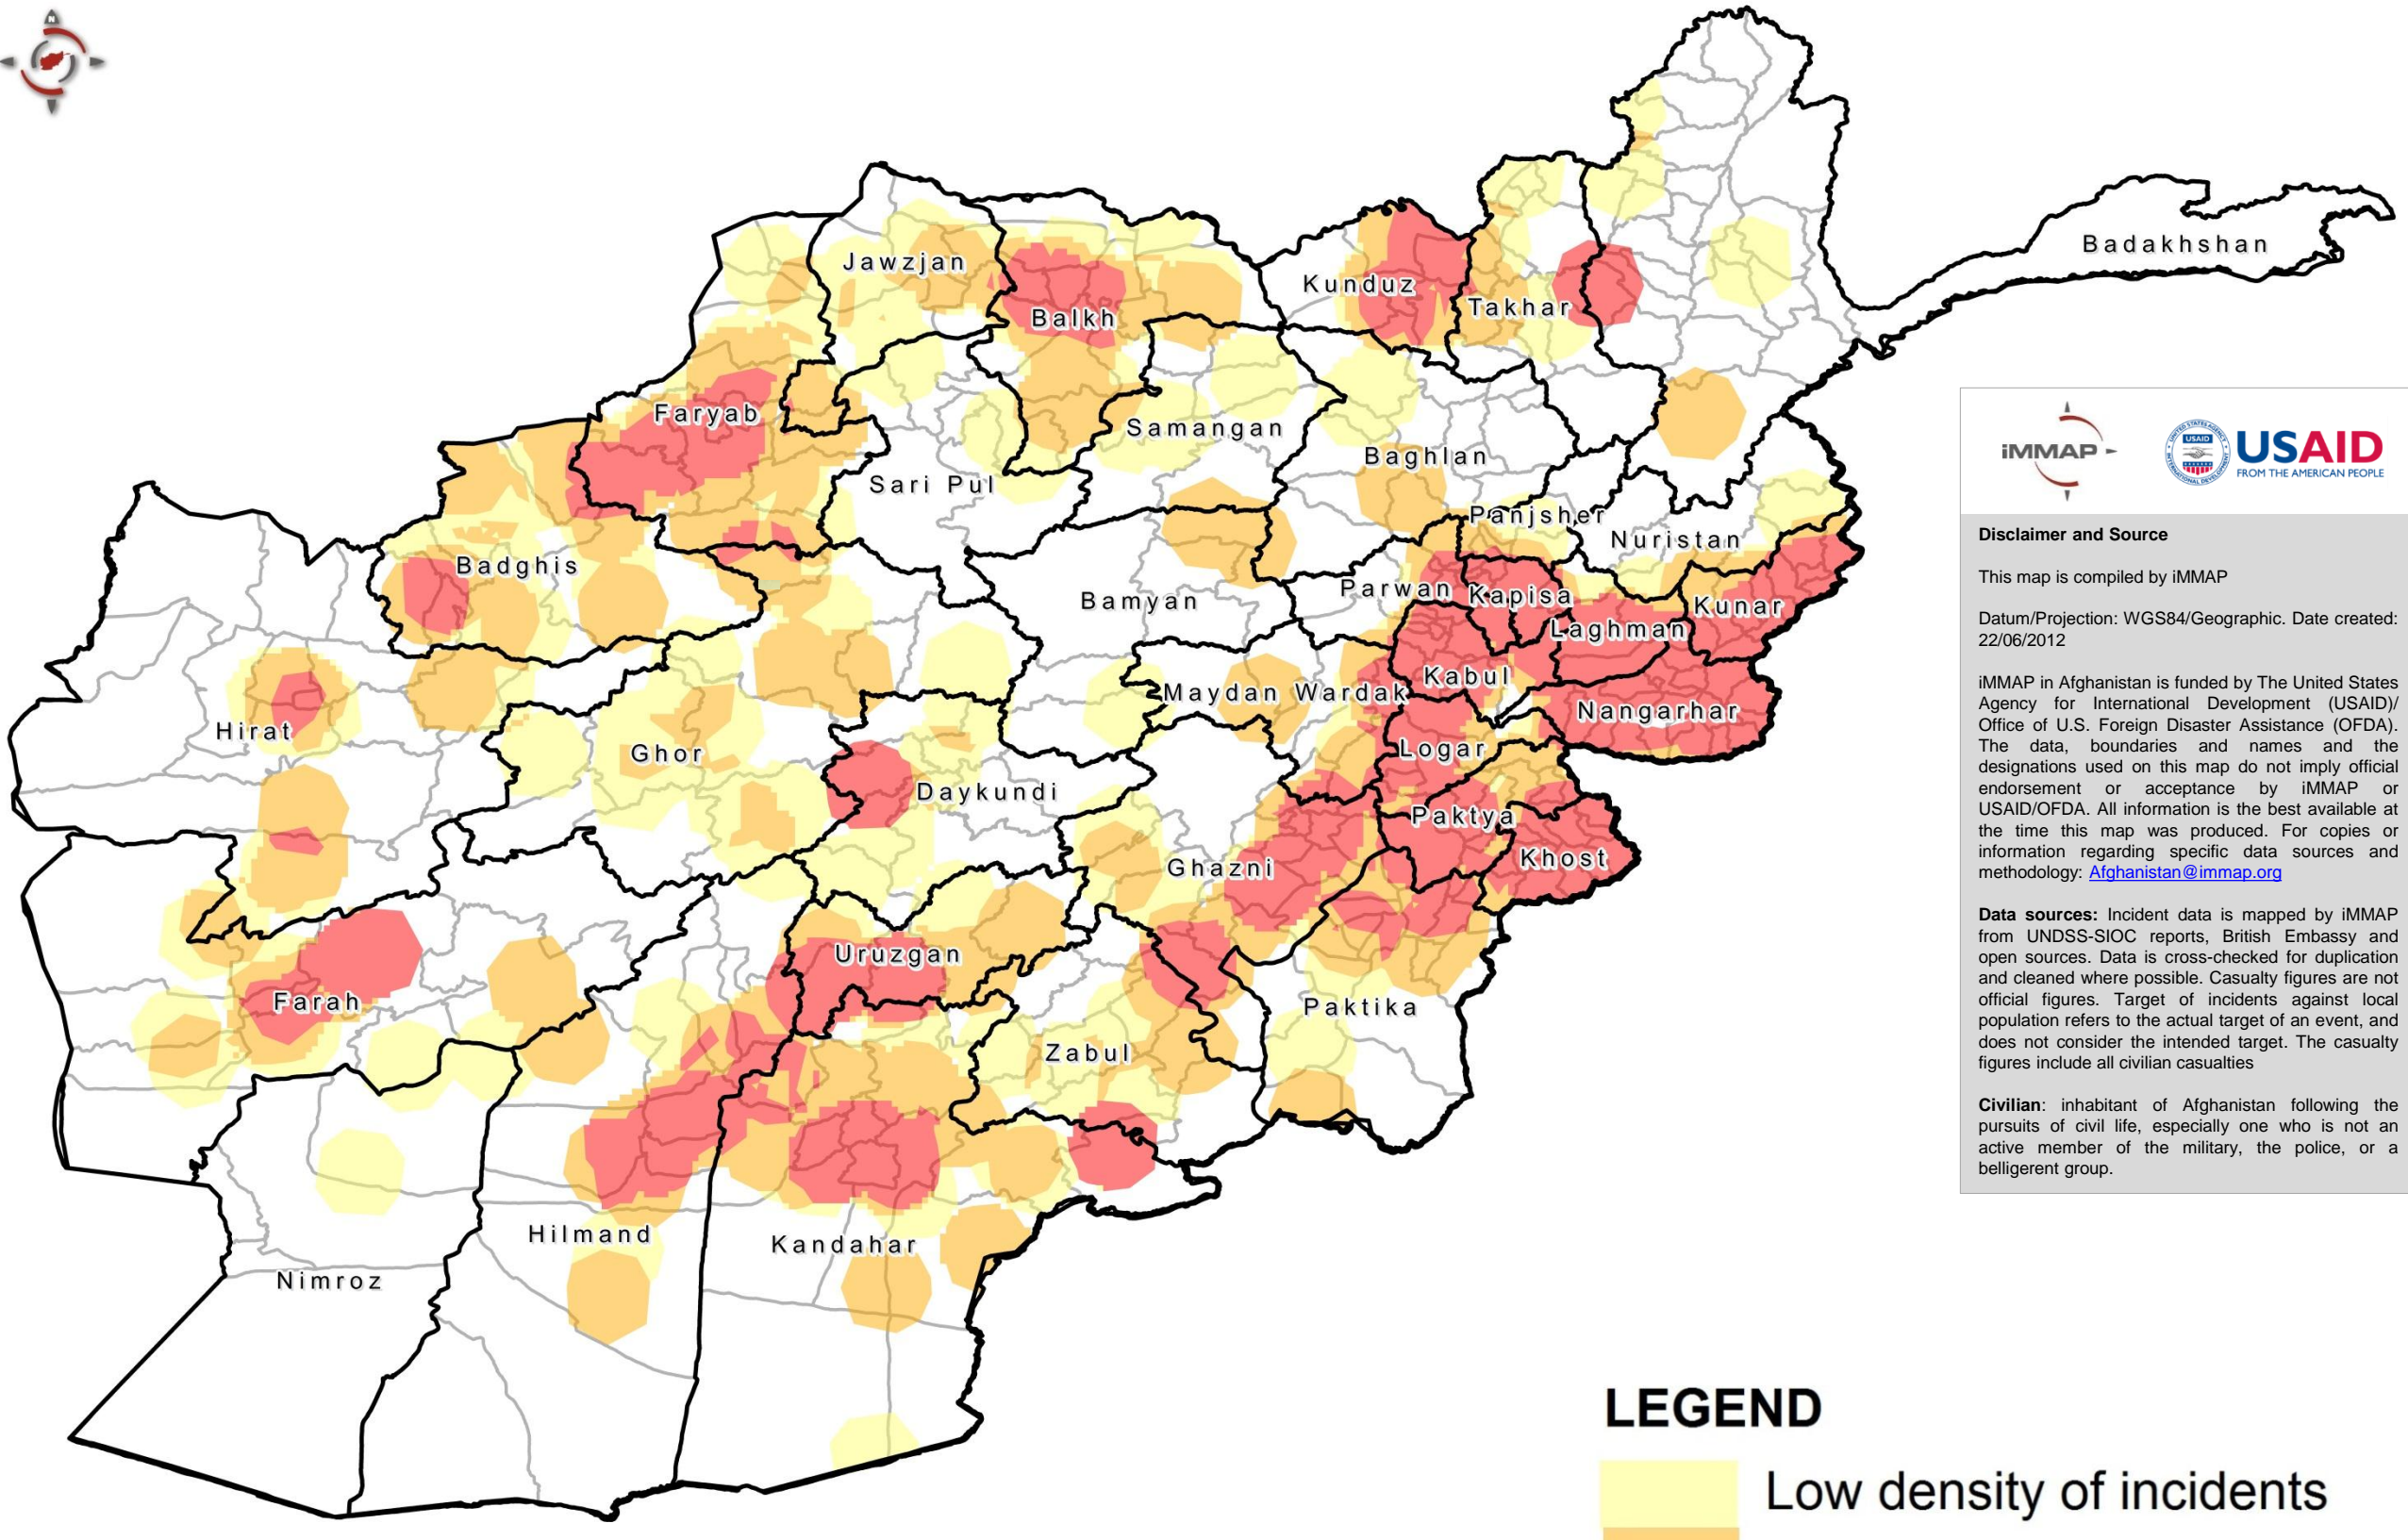 N
Badakhshan
Jawzjan
Kunduz
Balkh
Takhar
Faryab
Samangan
Baghlan
Sari Pul
Panjsher
Nuristan
Badghis
Bamyan
Parwan
Kapisa
Kunar
Laghman
Kabul
Maydan Wardak
Nangarhar
Hirat
Ghor
Logar
Daykundi
Paktya
Khost
Ghazni
Uruzgan
Farah
Paktika
Zabul
Hilmand
Kandahar
Nimroz
iMMAP
USAID
USAID
FROM THE AMERICAN PEOPLE
Disclaimer and Source
This map is compiled by iMMAP
Datum/Projection: WGS84/Geographic. Date created:
22/06/2012
iMMAP in Afghanistan is funded by The United States
Agency for International Development (USAID)/
Office of U.S. Foreign Disaster Assistance (OFDA).
The data, boundaries and names and the
designations used on this map do not imply official
endorsement or acceptance by iMMAP or
USAID/OFDA. All information is the best available at
the time this map was produced. For copies or
information regarding specific data sources and
methodology: Afghanistan@immap.org
Data sources: Incident data is mapped by iMMAP
from UNDSS-SIOC reports, British Embassy and
open sources. Data is cross-checked for duplication
and cleaned where possible. Casualty figures are not
official figures. Target of incidents against local
population refers to the actual target of an event, and
does not consider the intended target. The casualty
figures include all civilian casualties
Civilian: inhabitant of Afghanistan following the
pursuits of civil life, especially one who is not an
active member of the military, the police, or a
belligerent group.
LEGEND
Low density of incidents